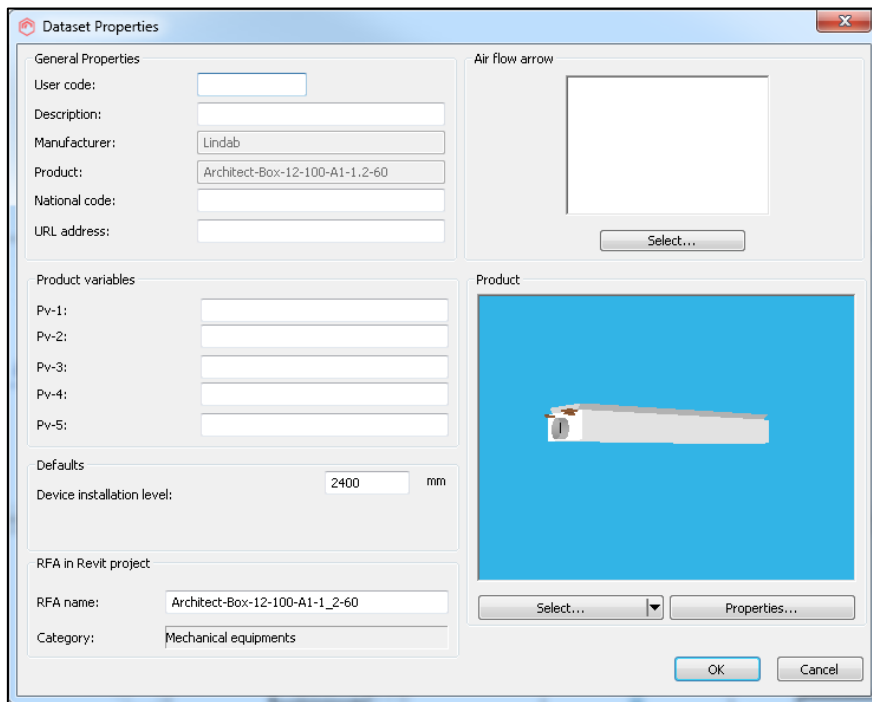 Dataset Properties
General Properties
User code:
Description:
Manufacturer: Lindab
Product: Architect-Box-12-100-A1-1.2-60
National code:
URL address:
Air flow arrow
Select...
Product variables
Pv-1:
Pv-2:
Pv-3:
Pv-4:
Pv-5:
Product
Select...
Properties...
Defaults
Device installation level: 2400 mm
RFA in Revit project
RFA name: Architect-Box-12-100-A1-1_2-60
Category: Mechanical equipments
OK
Cancel